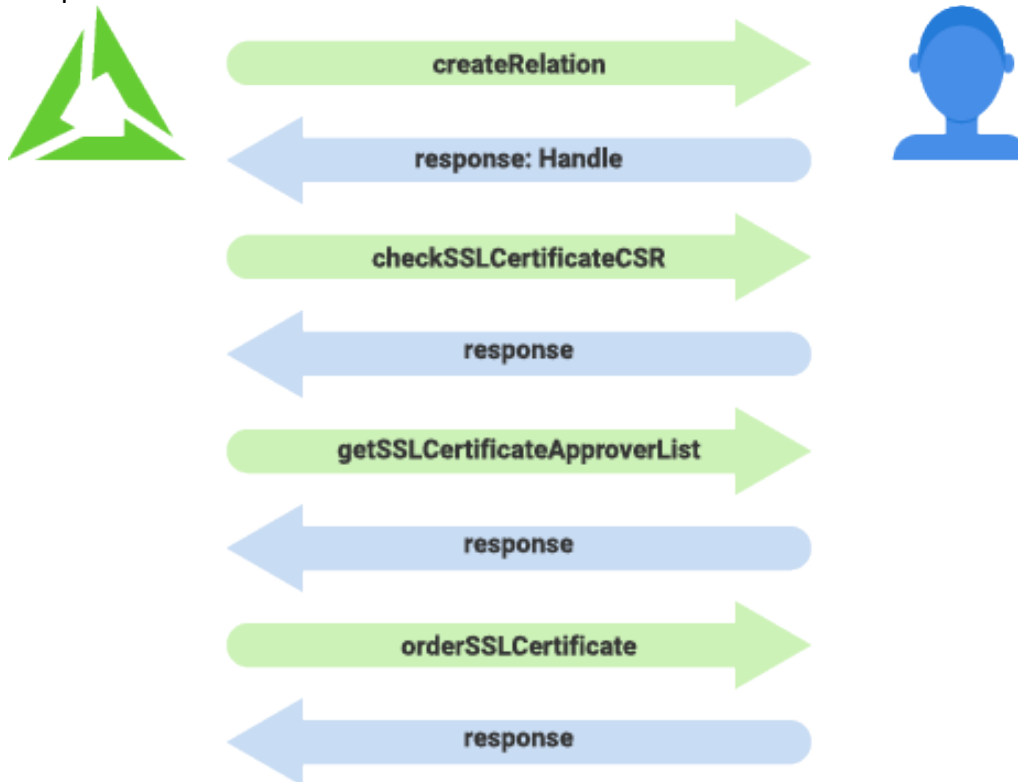 createRelation
response: Handle
checkSSLCertificateCSR
response
getSSLCertificateApproverList
response
orderSSLCertificate
response